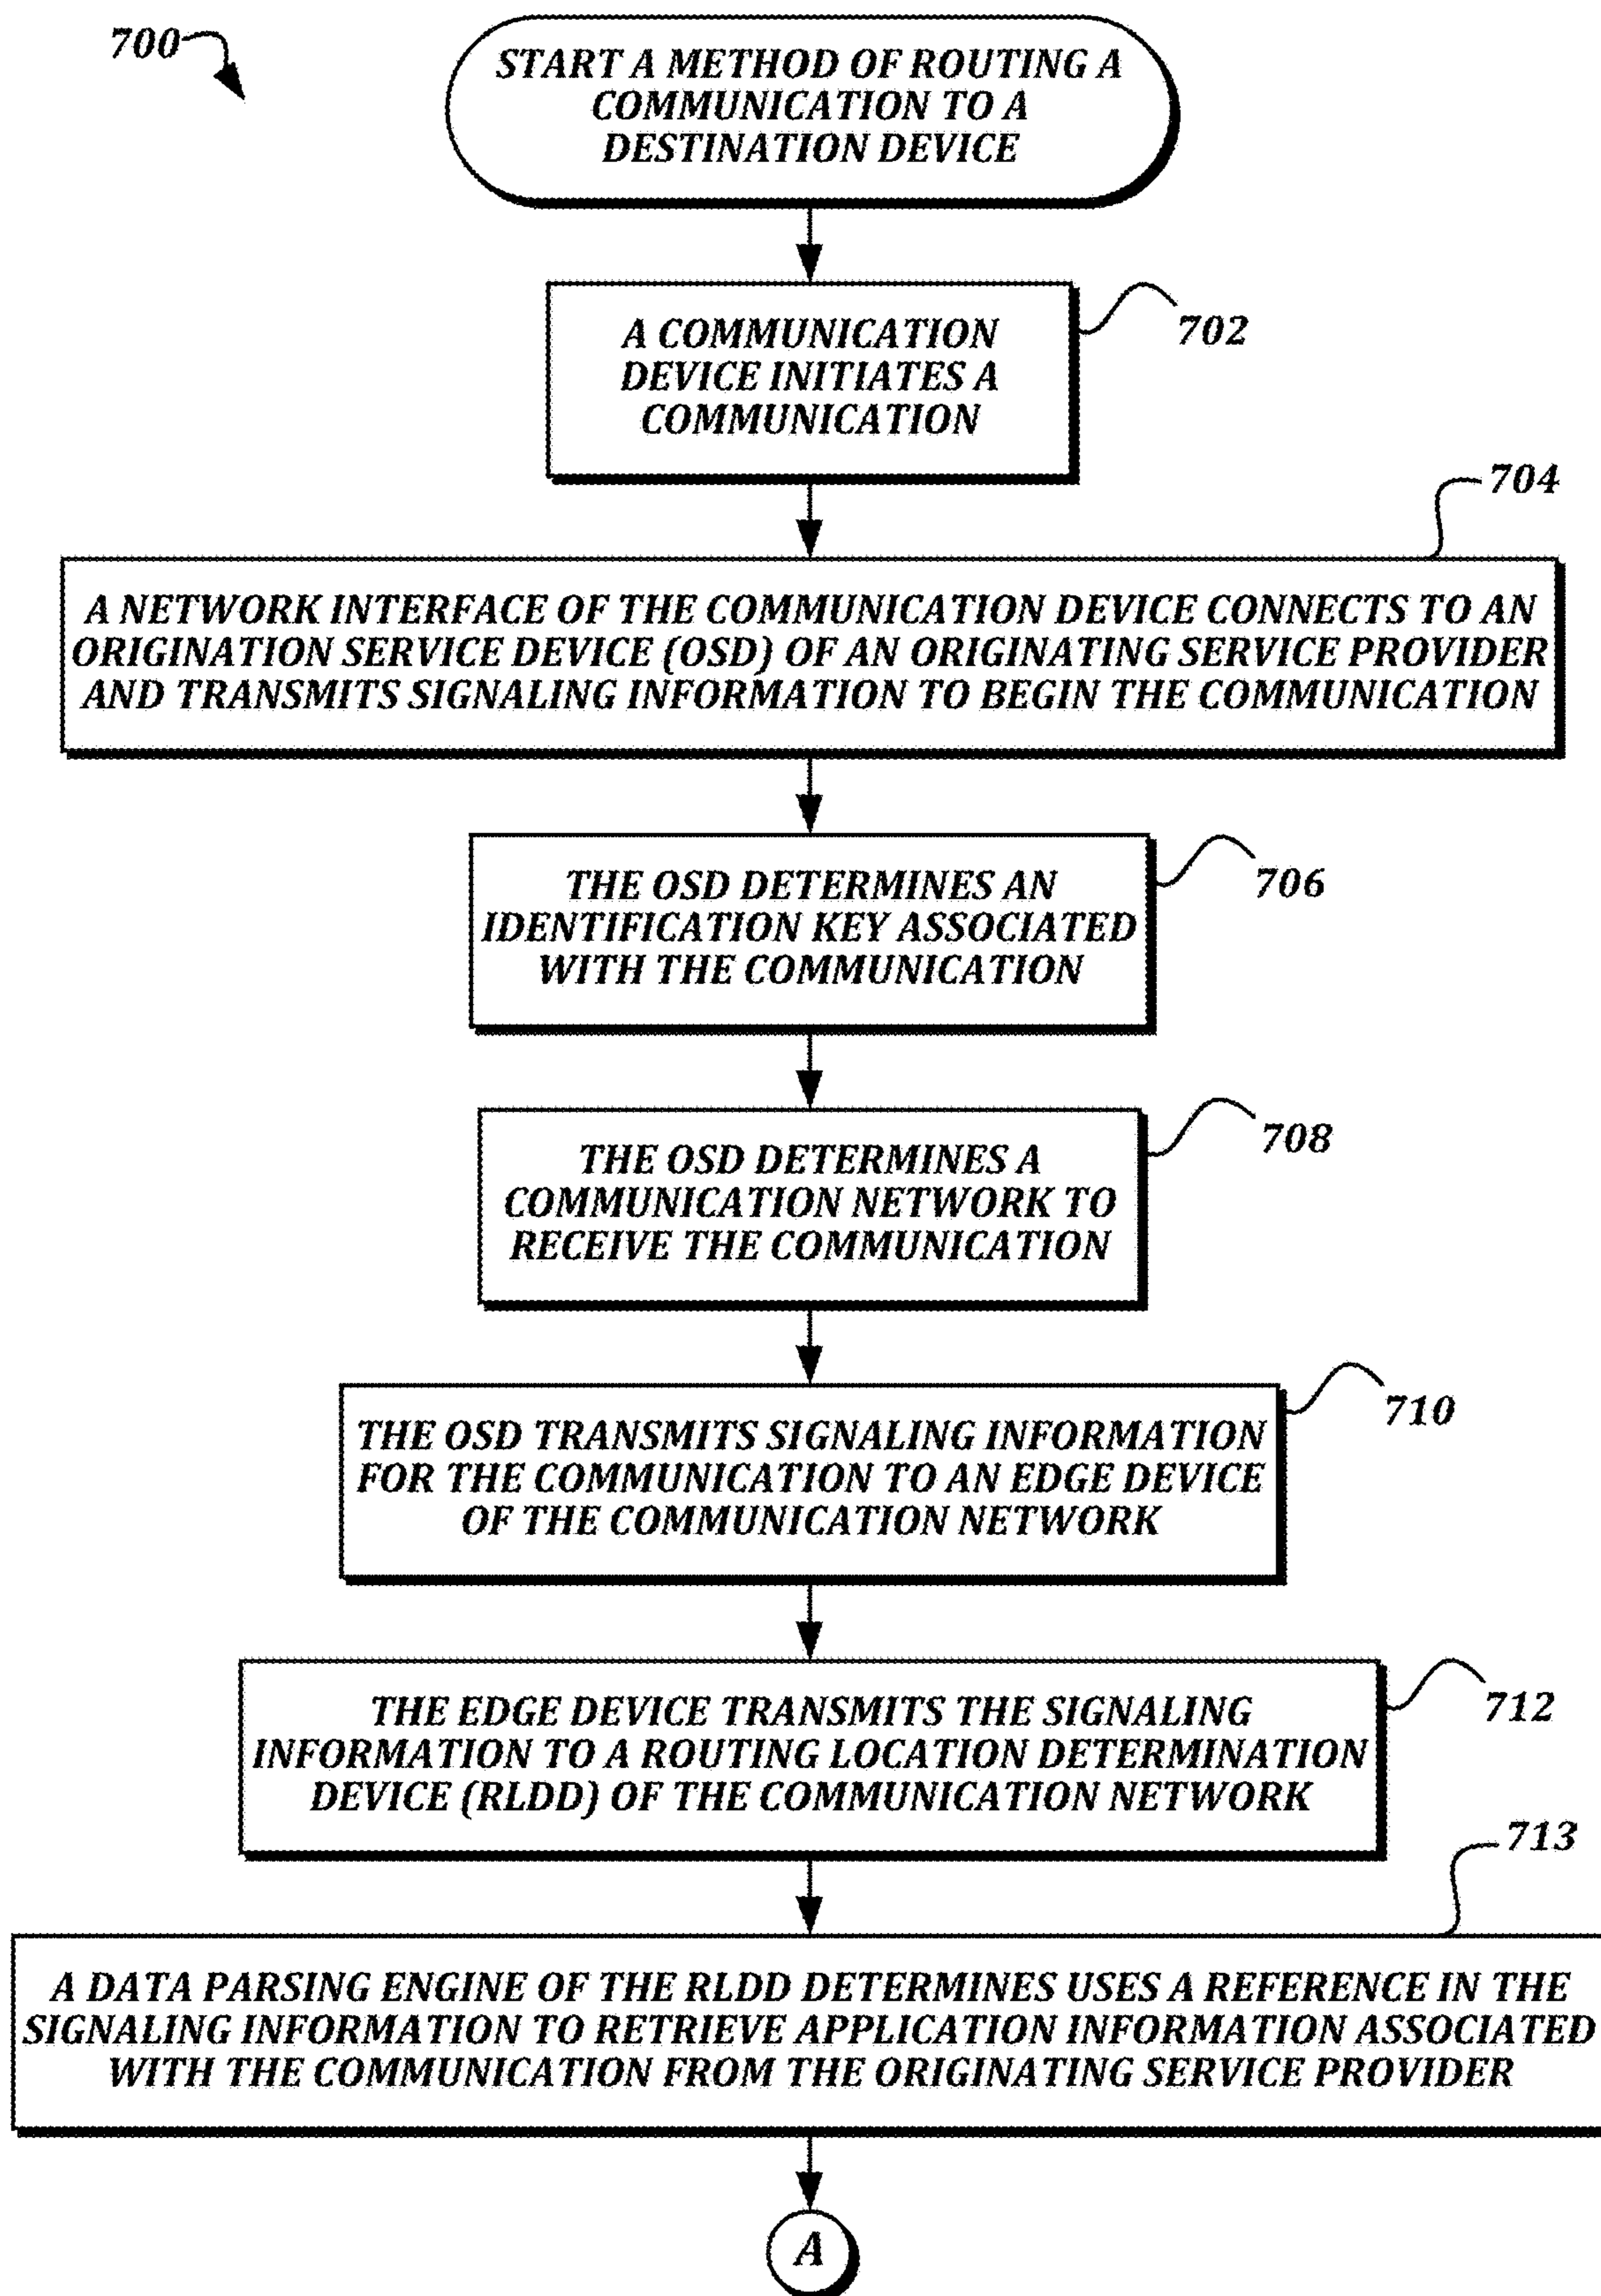 700
START A METHOD OF ROUTING A
COMMUNICATION TO A
DESTINATION DEVICE
A COMMUNICATION
DEVICE INITIATES A
COMMUNICATION
702
704
A NETWORK INTERFACE OF THE COMMUNICATION DEVICE CONNECTS TO AN
ORIGINATION SERVICE DEVICE (OSD) OF AN ORIGINATING SERVICE PROVIDER
AND TRANSMITS SIGNALING INFORMATION TO BEGIN THE COMMUNICATION
THE OSD DETERMINES AN
IDENTIFICATION KEY ASSOCIATED
WITH THE COMMUNICATION
706
THE OSD DETERMINES A
COMMUNICATION NETWORK TO
RECEIVE THE COMMUNICATION
708
THE OSD TRANSMITS SIGNALING INFORMATION
FOR THE COMMUNICATION TO AN EDGE DEVICE
OF THE COMMUNICATION NETWORK
710
THE EDGE DEVICE TRANSMITS THE SIGNALING
INFORMATION TO A ROUTING LOCATION DETERMINATION
DEVICE (RLDD) OF THE COMMUNICATION NETWORK
712
713
A DATA PARSING ENGINE OF THE RLDD DETERMINES USES A REFERENCE IN THE
SIGNALING INFORMATION TO RETRIEVE APPLICATION INFORMATION ASSOCIATED
WITH THE COMMUNICATION FROM THE ORIGINATING SERVICE PROVIDER
A